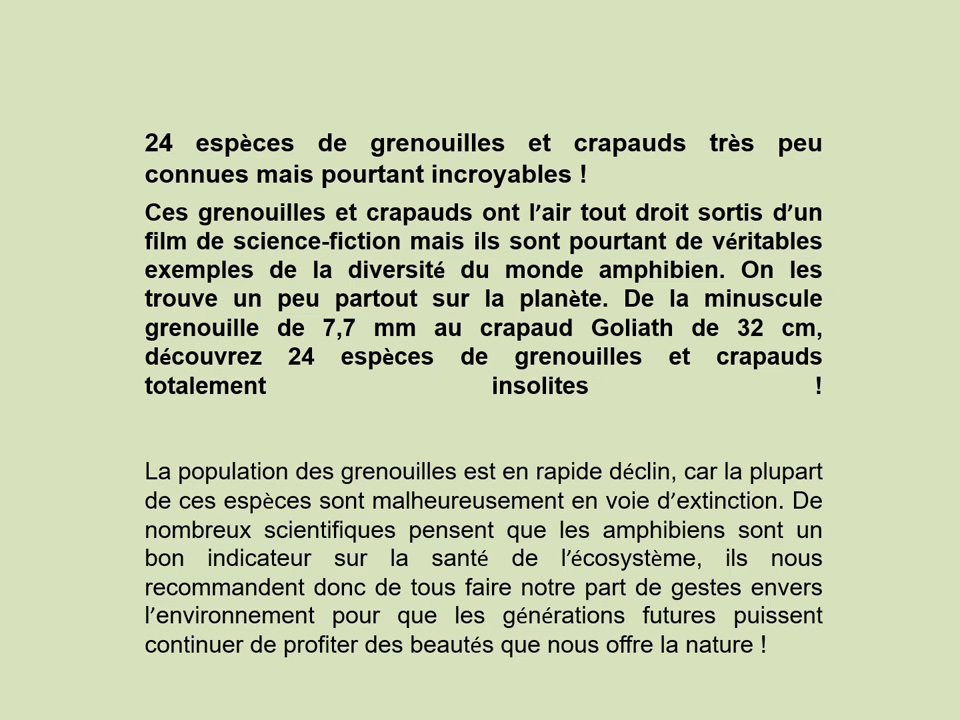 24 espèces de grenouilles et crapauds très peu
connues mais pourtant incroyables !
Ces grenouilles et crapauds ont l’air tout droit sortis d’un
film de science-fiction mais ils sont pourtant de véritables
exemples de la diversité du monde amphibien. On les
trouve un peu partout sur la planète. De la minuscule
grenouille de 7,7 mm au crapaud Goliath de 32 cm,
découvrez 24 espèces de grenouilles et crapauds
totalement insolites !
La population des grenouilles est en rapide déclin, car la plupart
de ces espèces sont malheureusement en voie d’extinction. De
nombreux scientifiques pensent que les amphibiens sont un
bon indicateur sur la santé de l’écosystème, ils nous
recommandent donc de tous faire notre part de gestes envers
l’environnement pour que les générations futures puissent
continuer de profiter des beautés que nous offre la nature !